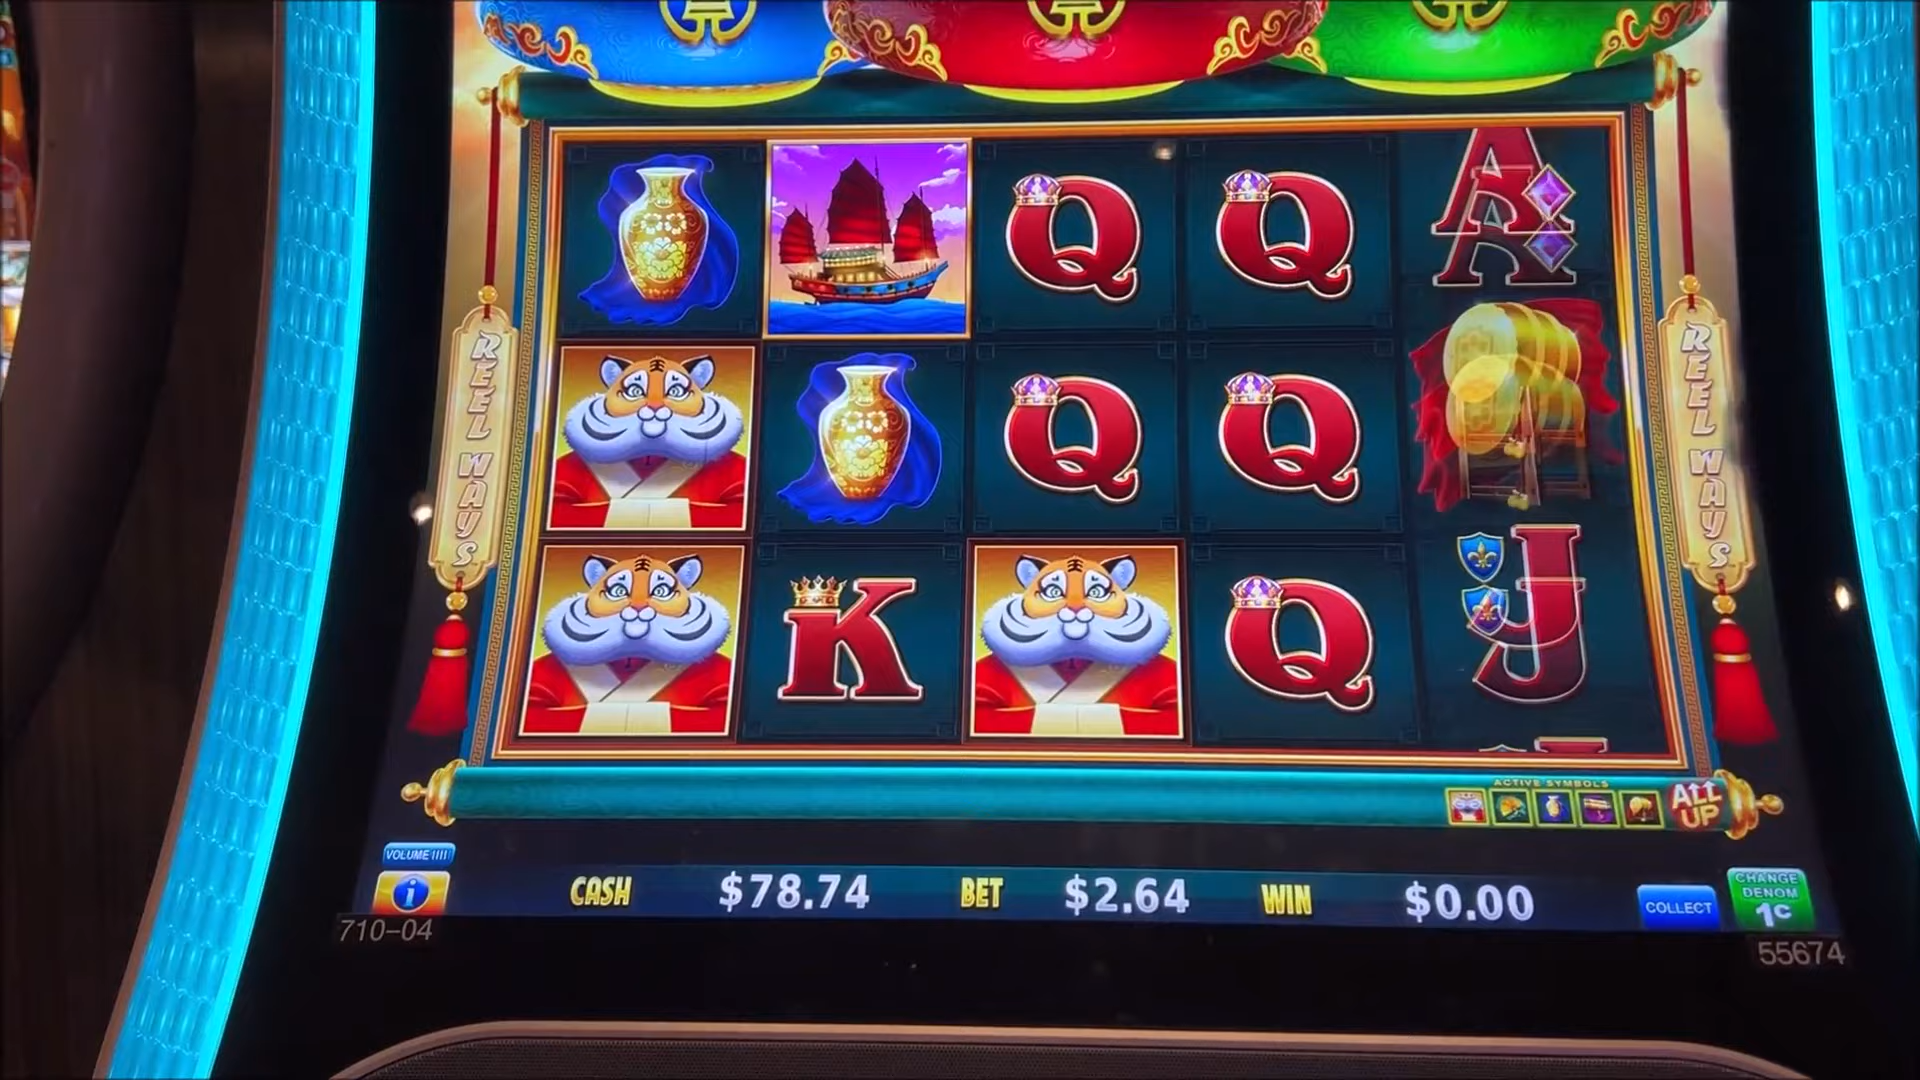 Q Q A
Q Q
K Q J
REEL WAYS
REEL WAYS
ACTIVE SYMBOLS
ALL UP
VOLUME
CASH $78.74 BET $2.64 WIN $0.00
COLLECT
CHANGE
DENOM
1¢
710-04
55674